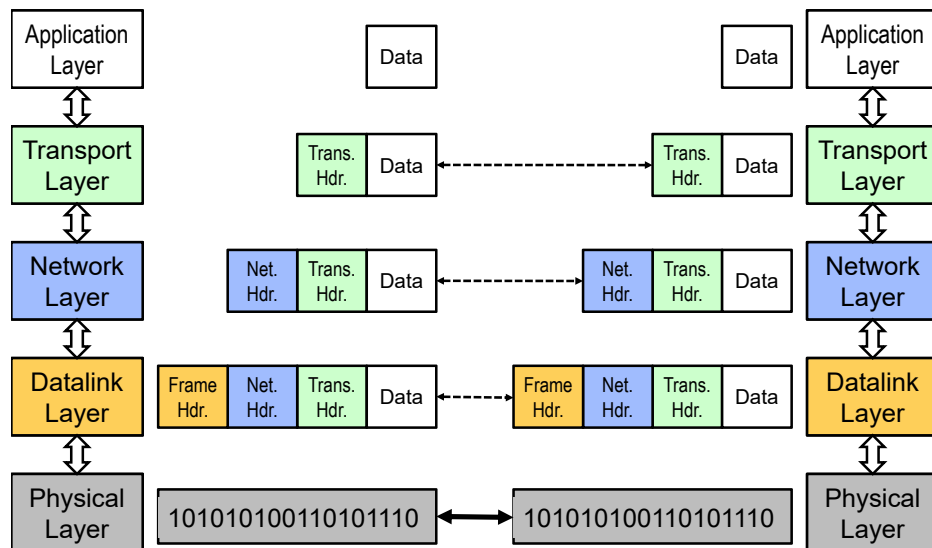 Application
Layer
Data
Data
Application
Layer
Transport
Layer
Trans.
Hdr.
Data
Trans.
Hdr.
Data
Transport
Layer
Network
Layer
Net.
Hdr.
Trans.
Hdr.
Data
Net.
Hdr.
Trans.
Hdr.
Data
Network
Layer
Datalink
Layer
Frame
Hdr.
Net.
Hdr.
Trans.
Hdr.
Data
Frame
Hdr.
Net.
Hdr.
Trans.
Hdr.
Data
Datalink
Layer
Physical
Layer
101010100110101110
101010100110101110
Physical
Layer